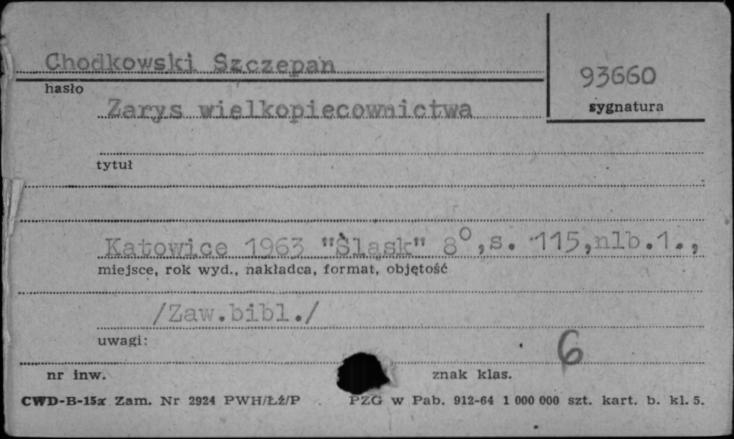 Chodkowski Szczepan
93660
hasło
sygnatura
Zarys wielkopiecownictwa
tytuł
Katowice 1963 "Śląsk" 8°,s. 115,nlb.1.,
miejsce, rok wyd., nakładca, format, objętość
/Zaw.bibl./
uwagi:
6
nr inw.
znak klas.
CWD-B-15x Zam. Nr 2924 PWH/Łź/P PZG w Pab. 912-64 1 000 000 szt. kart. b. kl. 5.